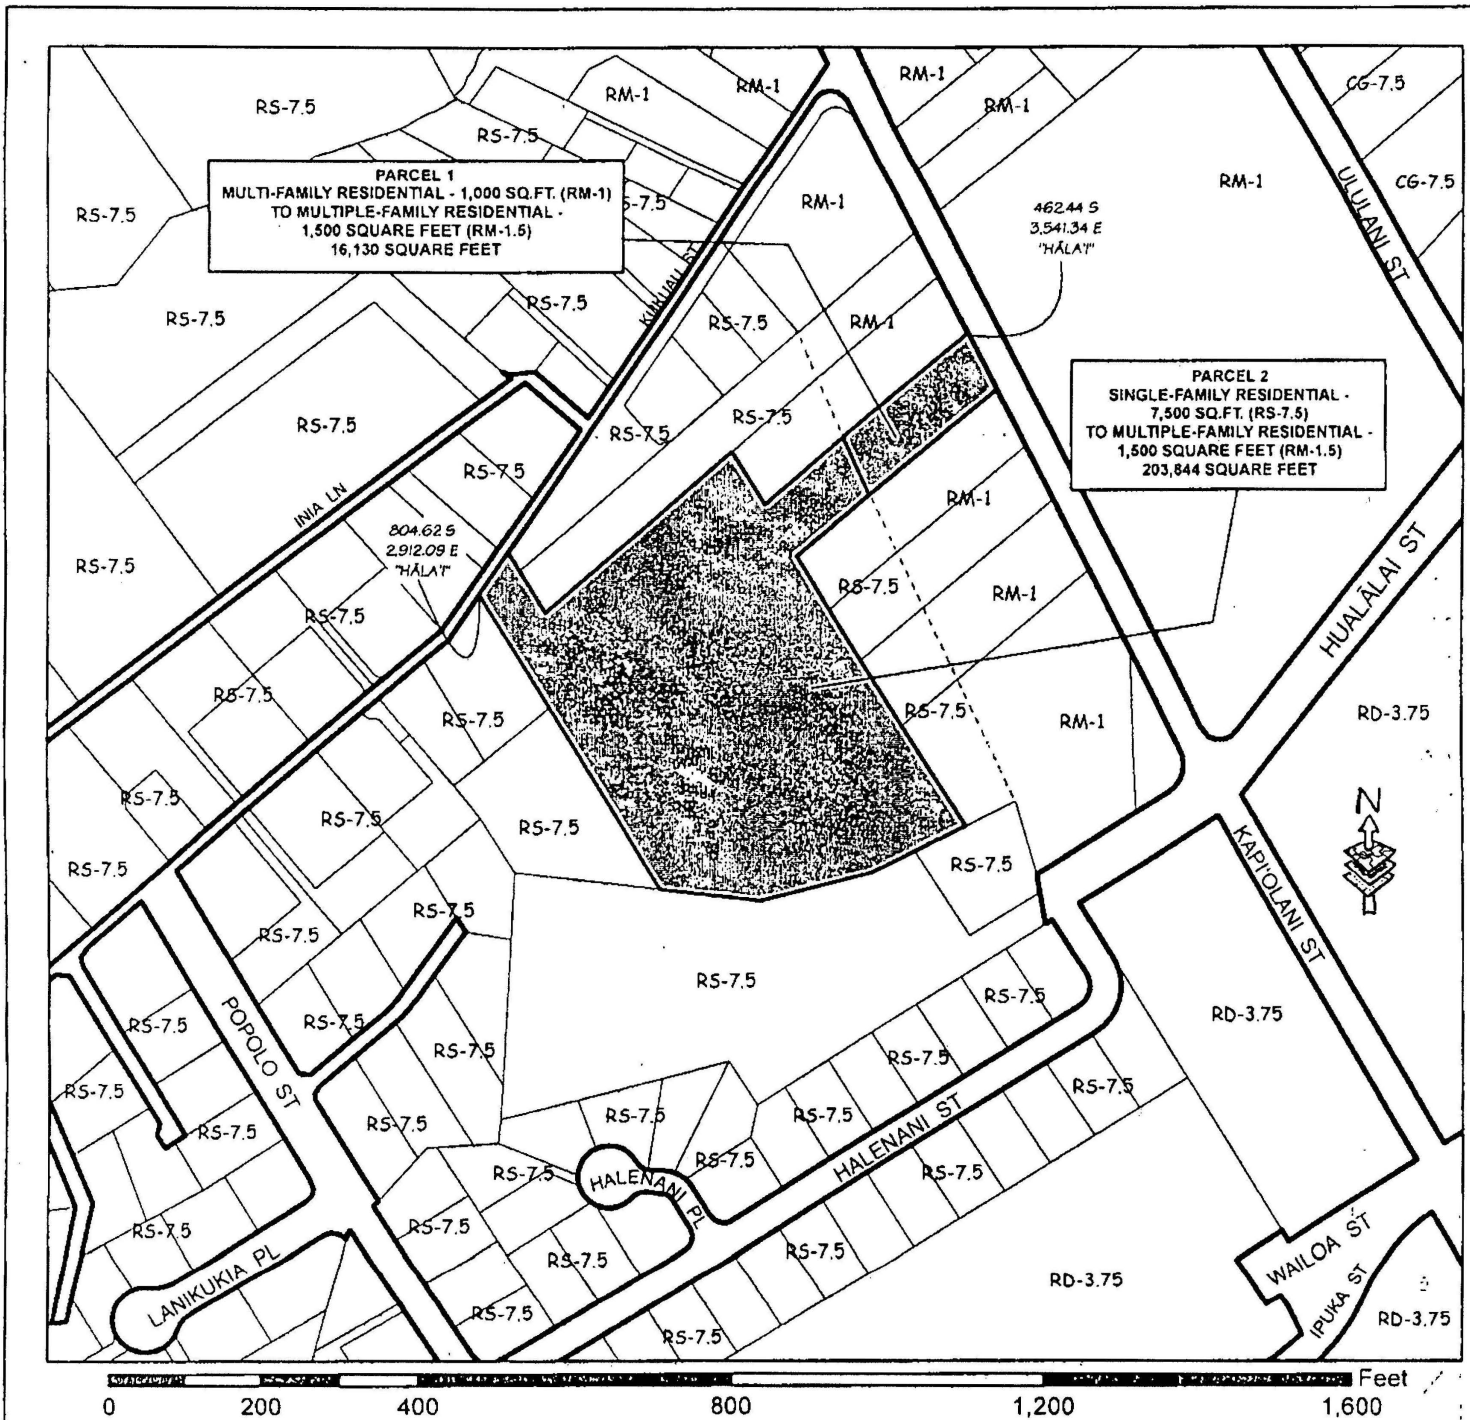 RS-7.5
RM-1
RM-1
RM-1
CG-7.5
RM-1
RS-7.5
PARCEL 1
MULTI-FAMILY RESIDENTIAL - 1,000 SQ.FT. (RM-1)
TO MULTIPLE-FAMILY RESIDENTIAL -
1,500 SQUARE FEET (RM-1.5)
16,130 SQUARE FEET
RM-1
CG-7.5
ULULANI ST
RS-7.5
S-7.5
RM-1
462.44 S
3,541.34 E
"HĀLAʻI"
KUKUAU ST
RS-7.5
RS-7.5
RS-7.5
RM-1
PARCEL 2
SINGLE-FAMILY RESIDENTIAL -
7,500 SQ.FT. (RS-7.5)
TO MULTIPLE-FAMILY RESIDENTIAL -
1,500 SQUARE FEET (RM-1.5)
203,844 SQUARE FEET
RS-7.5
RS-7.5
RS-7.5
RS-7.5
INIA LN
RM-1
804.62 S
2,912.09 E
"HĀLAʻI"
RS-7.5
RS-7.5
RM-1
HUALĀLAI ST
RS-7.5
RS-7.5
RS-7.5
RS-7.5
RM-1
RD-3.75
RS-7.5
RS-7.5
RS-7.5
N
RS-7.5
RS-7.5
KAPIʻOLANI ST
RS-7.5
RS-7.5
RS-7.5
RS-7.5
RS-7.5
POPOLO ST
RS-7.5
RS-7.5
RD-3.75
RS-7.5
RS-7.5
RS-7.5
RS-7.5
RS-7.5
RS-7.5
RS-7.5
RS-7.5
HALENANI ST
RS-7.5
RS-7.5
RS-7.5
RS-7.5
HALENANI PL
RS-7.5
RS-7.5
RS-7.5
RS-7.5
RS-7.5
WAILOA ST
LANIKUKIA PL
RD-3.75
IPUKA ST
RS-7.5
RS-7.5
RD-3.75
Feet
0 200 400 800 1,200 1,600